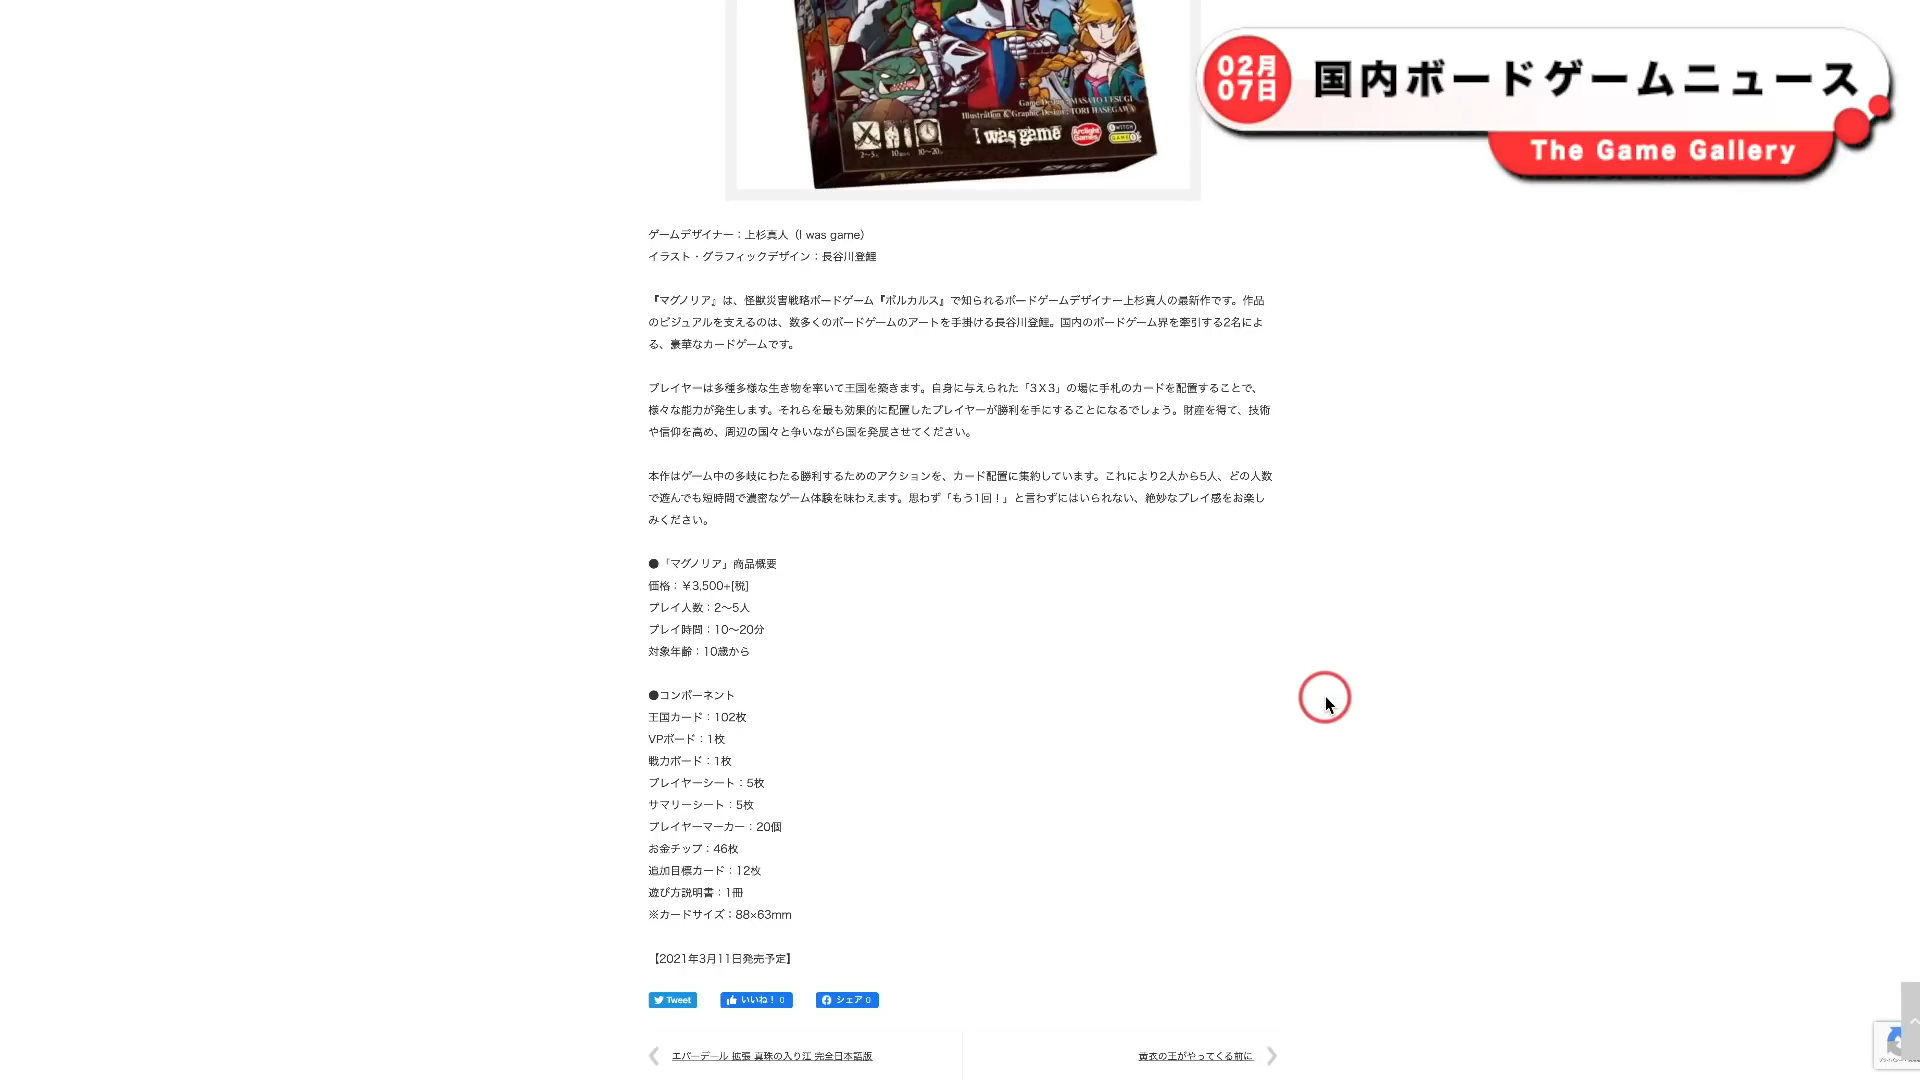 Game Design : MASATO UESUGI
Illustration & Graphic Design : TORI HASEGAWA
2〜5人
10〜20分
I was game
Arclight Games
SWITCH GAMES
02月
07日
国内ボードゲームニュース
The Game Gallery
ゲームデザイナー：上杉真人（I was game）
イラスト・グラフィックデザイン：長谷川登鯉
『マグノリア』は、怪獣災害戦略ボードゲーム『ボルカルス』で知られるボードゲームデザイナー上杉真人の最新作です。作品
のビジュアルを支えるのは、数多くのボードゲームのアートを手掛ける長谷川登鯉。国内のボードゲーム界を牽引する2名によ
る、豪華なカードゲームです。
プレイヤーは多種多様な生き物を率いて王国を築きます。自身に与えられた「3Ｘ3」の場に手札のカードを配置することで、
様々な能力が発生します。それらを最も効果的に配置したプレイヤーが勝利を手にすることになるでしょう。財産を得て、技術
や信仰を高め、周辺の国々と争いながら国を発展させてください。
本作はゲーム中の多岐にわたる勝利するためのアクションを、カード配置に集約しています。これにより2人から5人、どの人数
で遊んでも短時間で濃密なゲーム体験を味わえます。思わず「もう1回！」と言わずにはいられない、絶妙なプレイ感をお楽し
みください。
●「マグノリア」商品概要
価格：￥3,500+[税]
プレイ人数：2〜5人
プレイ時間：10〜20分
対象年齢：10歳から
●コンポーネント
王国カード：102枚
VPボード：1枚
戦力ボード：1枚
プレイヤーシート：5枚
サマリーシート：5枚
プレイヤーマーカー：20個
お金チップ：46枚
追加目標カード：12枚
遊び方説明書：1冊
※カードサイズ：88×63mm
【2021年3月11日発売予定】
Tweet
いいね！ 0
シェア 0
エバーデール 拡張 真珠の入り江 完全日本語版
黄衣の王がやってくる前に